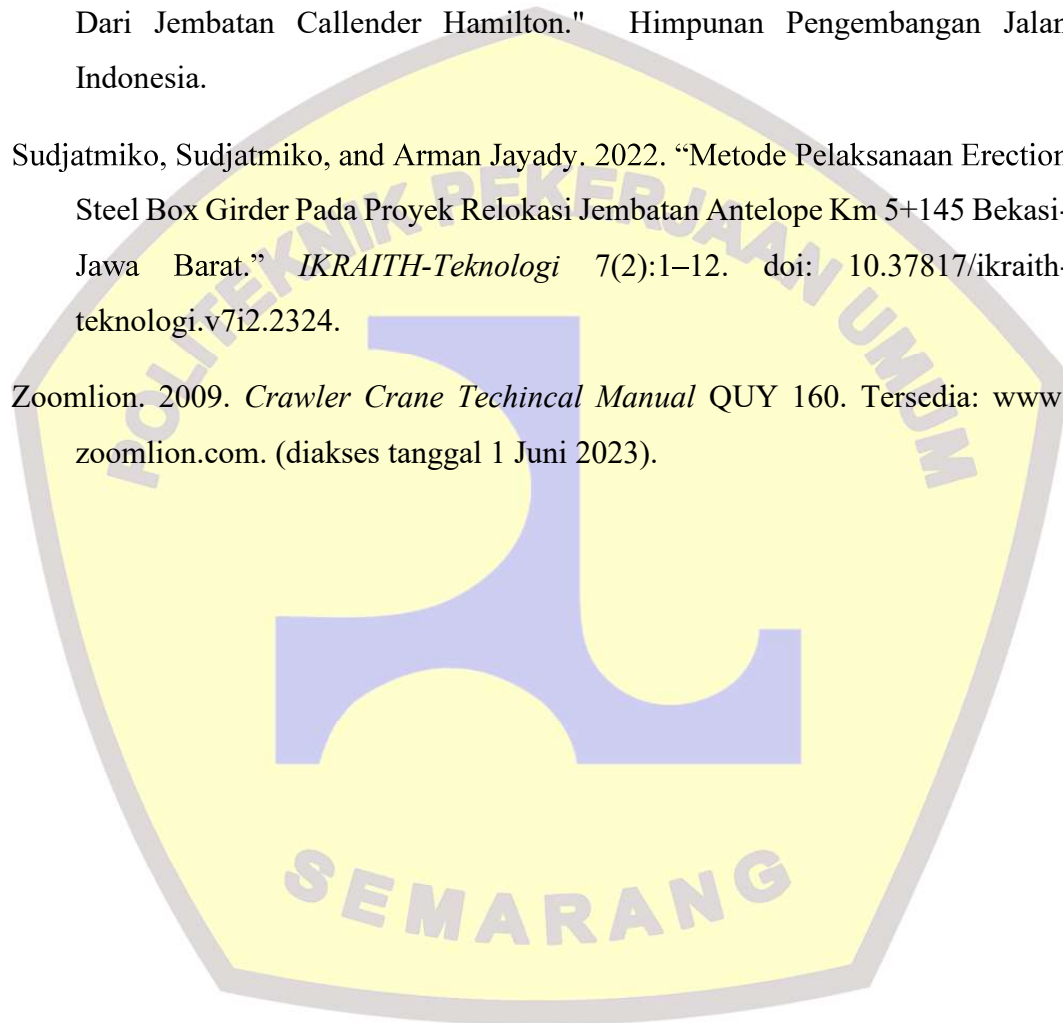 Dari Jembatan Callender Hamilton." Himpunan Pengembangan Jalan
Indonesia.
Sudjatmiko, Sudjatmiko, and Arman Jayady. 2022. “Metode Pelaksanaan Erection
Steel Box Girder Pada Proyek Relokasi Jembatan Antelope Km 5+145 Bekasi-
Jawa Barat.” IKRAITH-Teknologi 7(2):1–12. doi: 10.37817/ikraith-
teknologi.v7i2.2324.
Zoomlion. 2009. Crawler Crane Techincal Manual QUY 160. Tersedia: www.
zoomlion.com. (diakses tanggal 1 Juni 2023).
POLITEKNIK PEKERJAAN UMUM
SEMARANG